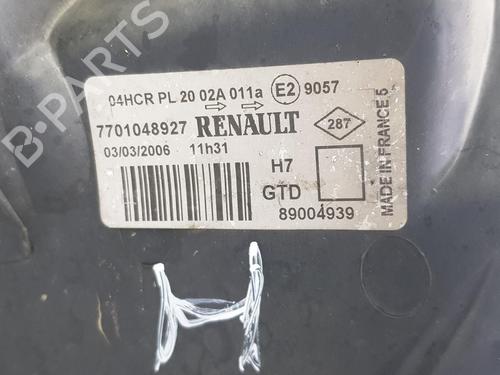 B-PARTS
04HCR PL 20 02A 011a E2 9057
7701048927 RENAULT 287
03/03/2006 11h31 H7
GTD
89004939
MADE IN FRANCE 5
H